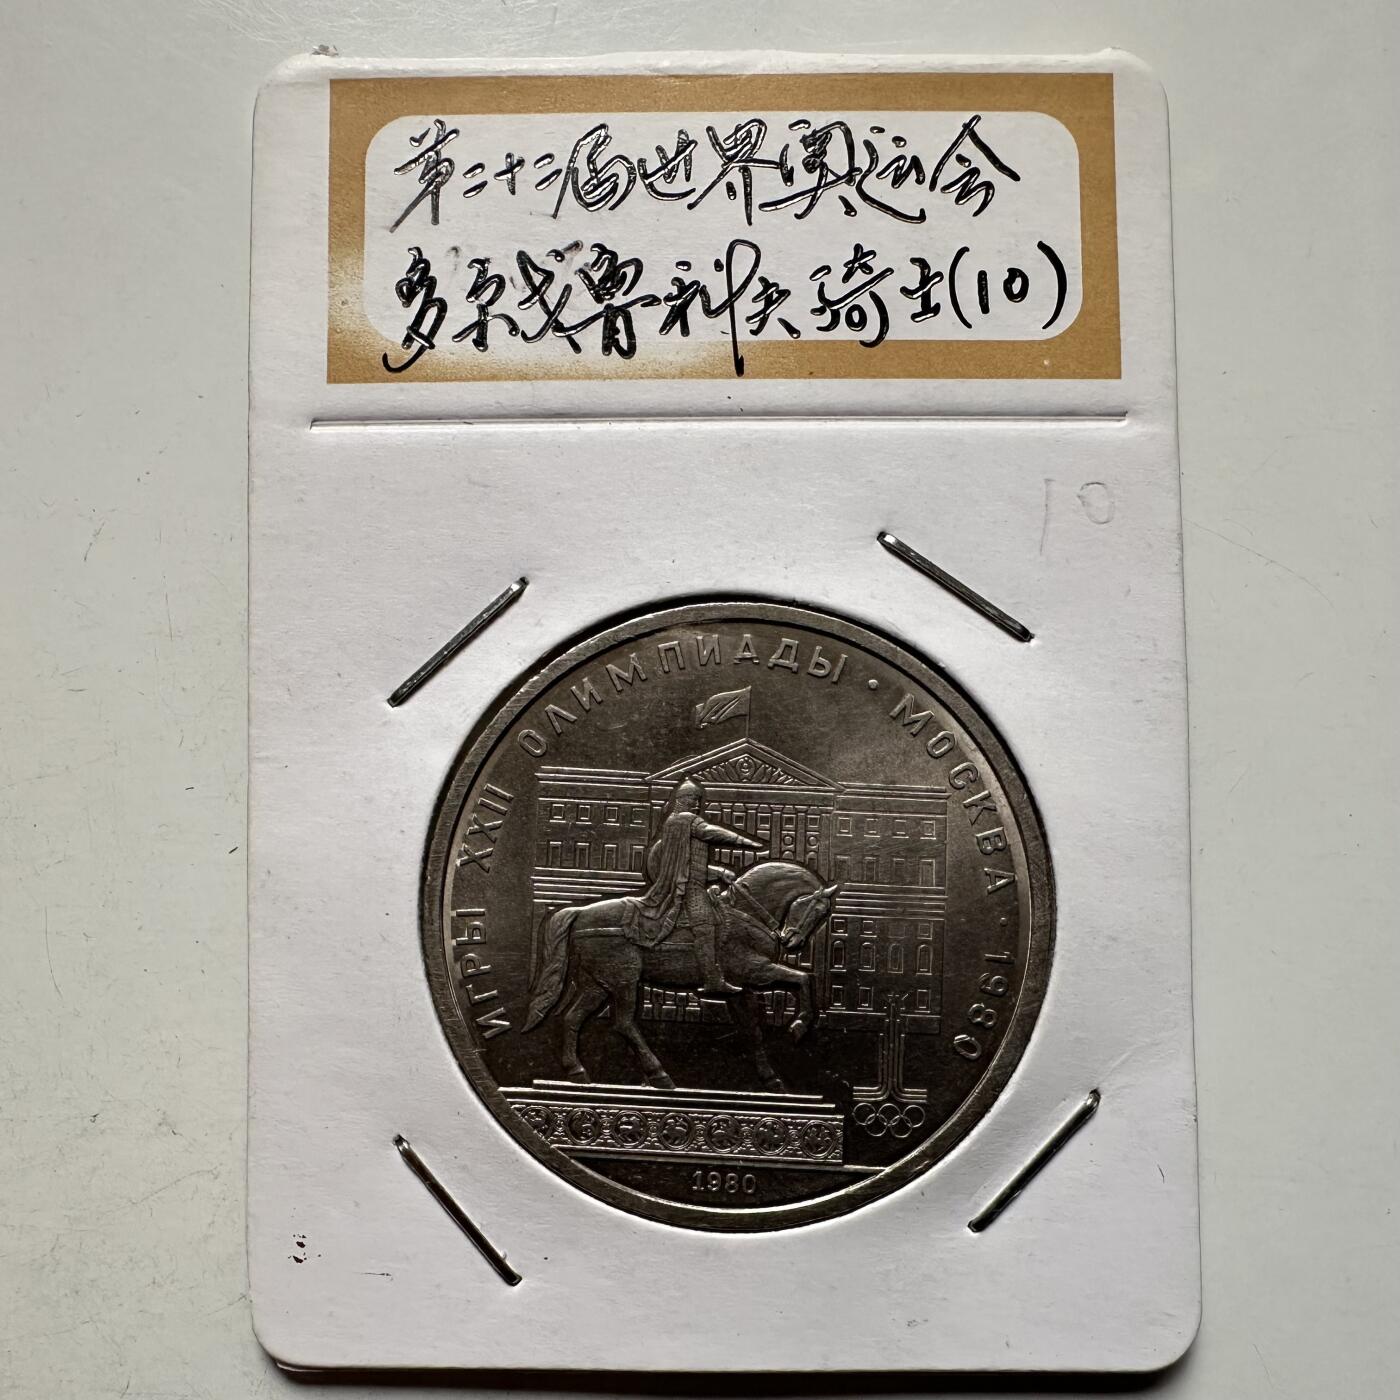 第二十二届世界奥运会
多尔戈鲁科夫骑士(10)
10
ИГРЫ XXII ОЛИМПИАДЫ · МОСКВА · 1980
1980